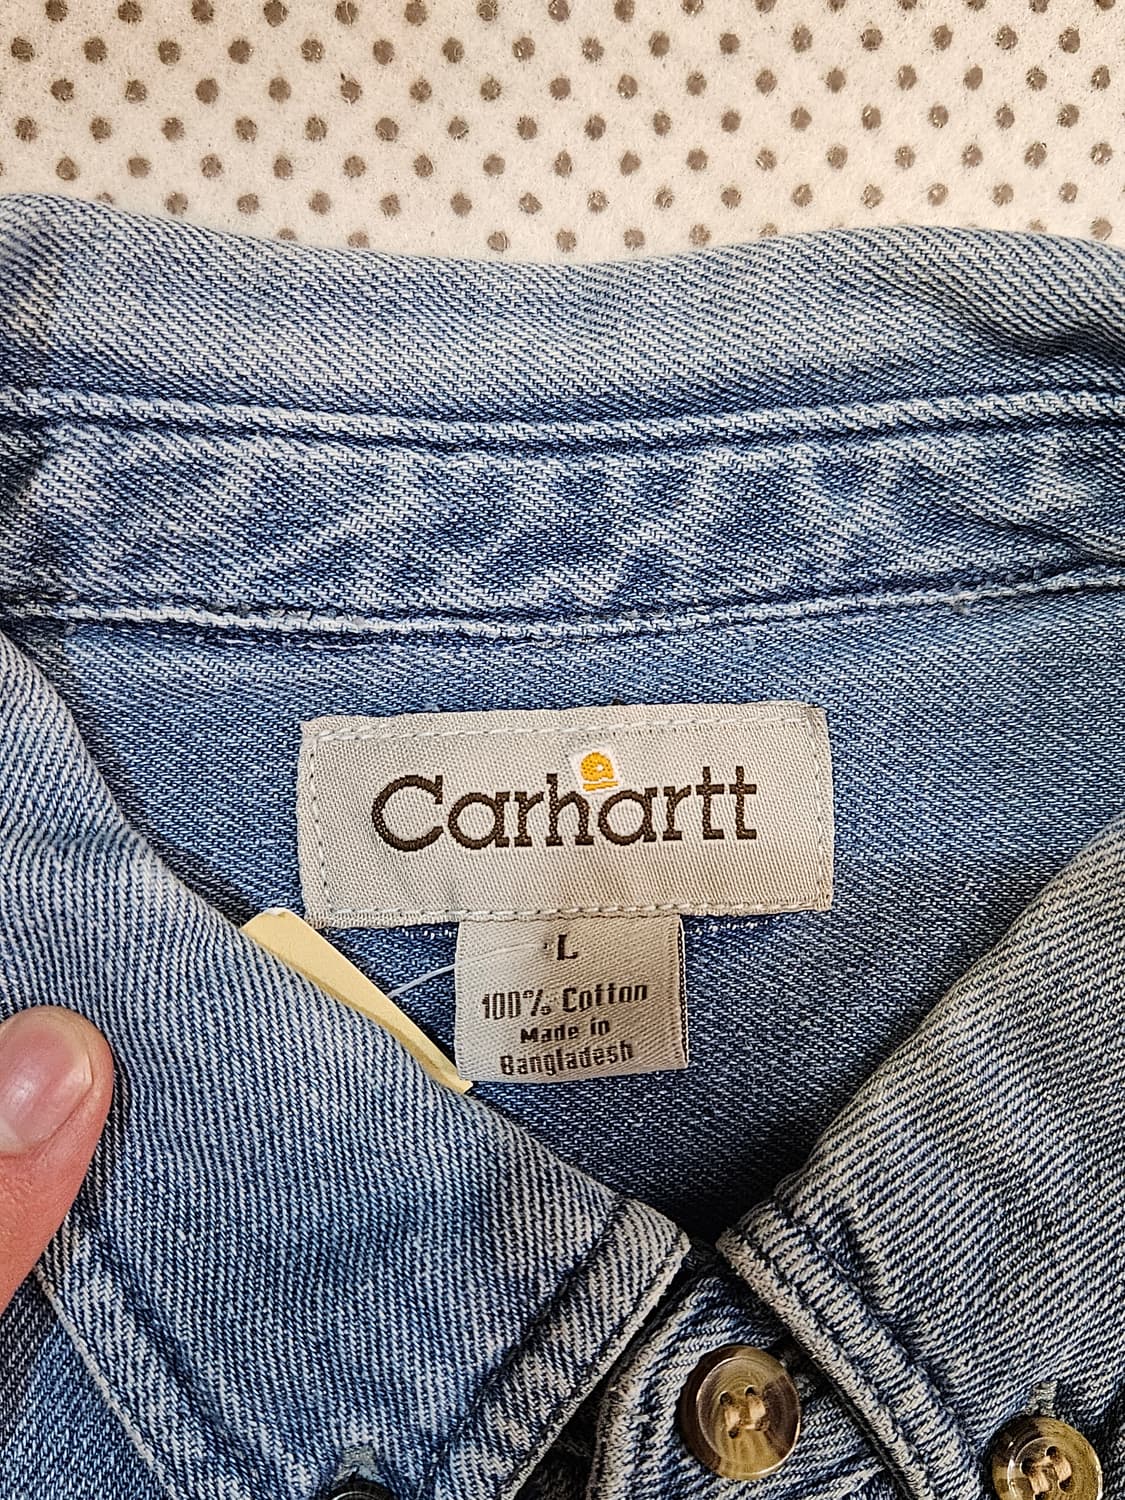 Carhartt
L
100% Cotton
Made in
Bangladesh